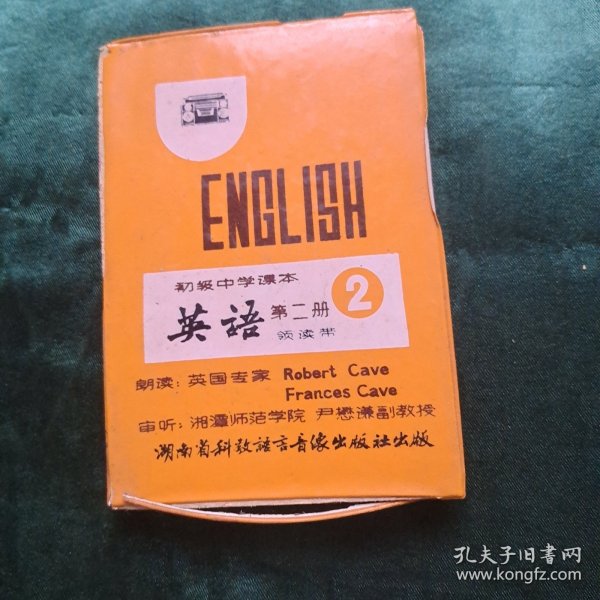 ENGLISH
初级中学课本
英語 第二册 2
领读带
朗读：英国专家 Robert Cave
Frances Cave
审听：湘潭师范学院 尹懋谦副教授
湖南省科教語言音像出版社出版
孔夫子旧书网
www.kongfz.com